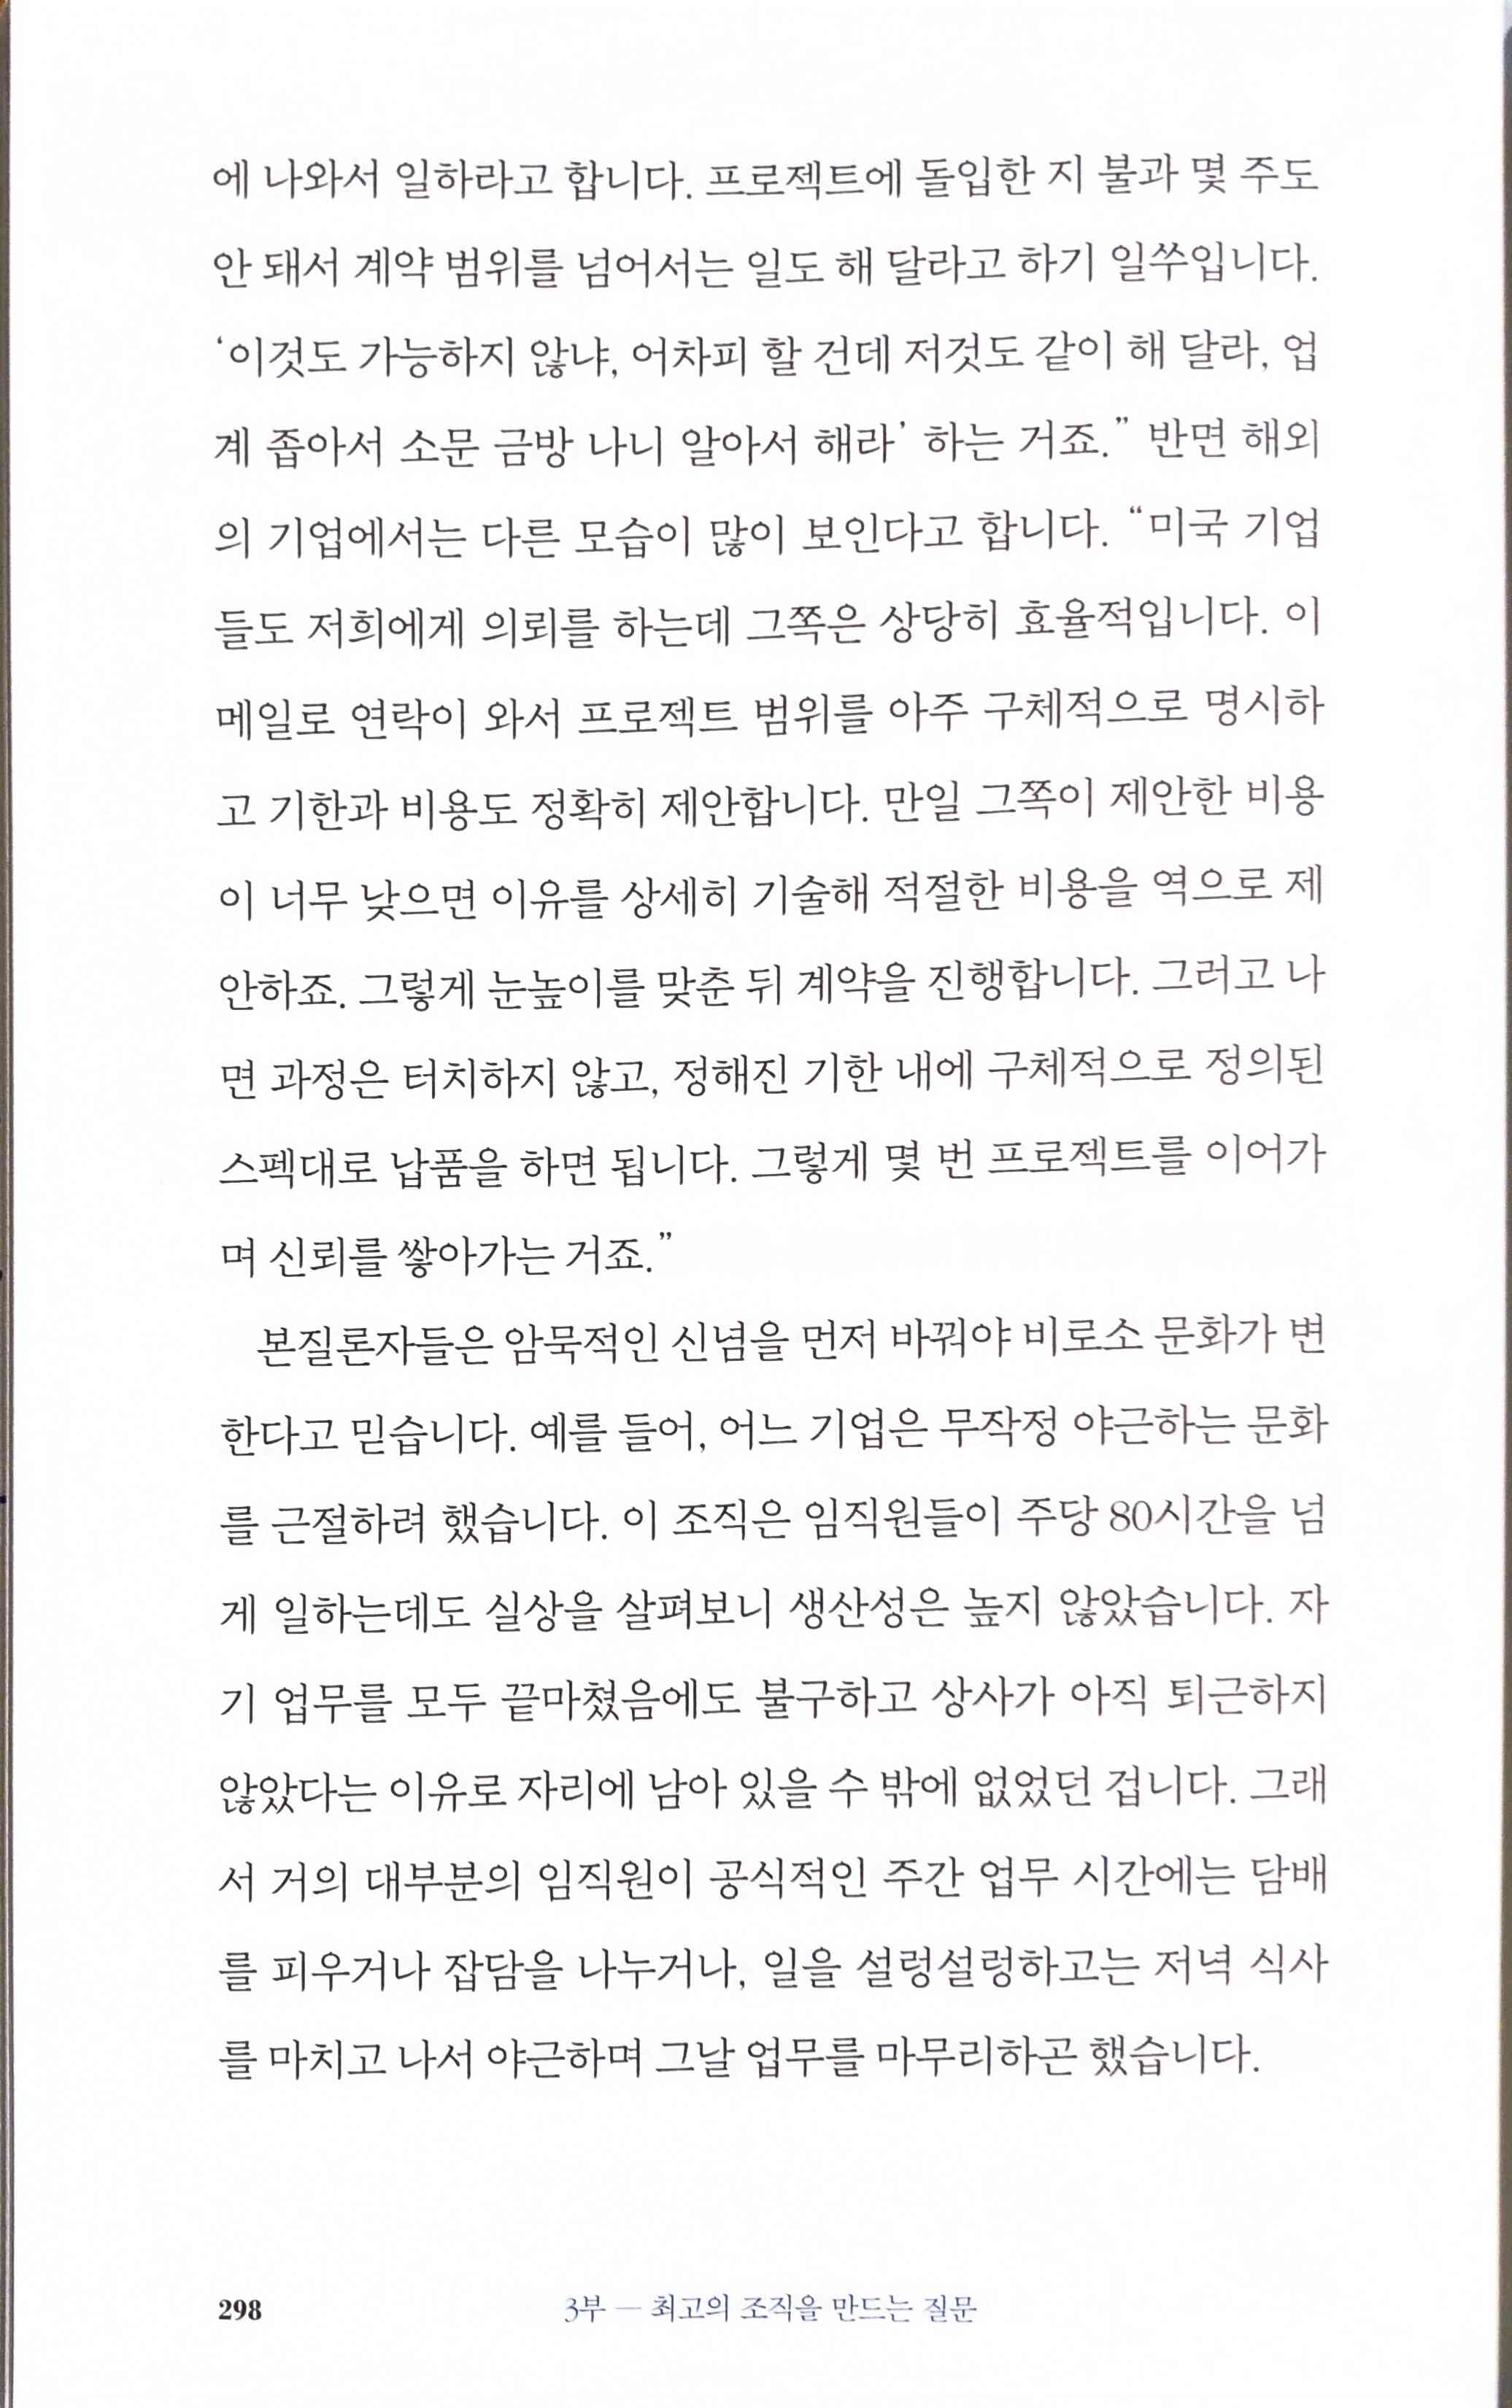 에 나와서 일하라고 합니다. 프로젝트에 돌입한 지 불과 몇 주도
안 돼서 계약 범위를 넘어서는 일도 해 달라고 하기 일쑤입니다.
‘이것도 가능하지 않냐, 어차피 할 건데 저것도 같이 해 달라, 업
계 좁아서 소문 금방 나니 알아서 해라’ 하는 거죠.” 반면 해외
의 기업에서는 다른 모습이 많이 보인다고 합니다. “미국 기업
들도 저희에게 의뢰를 하는데 그쪽은 상당히 효율적입니다. 이
메일로 연락이 와서 프로젝트 범위를 아주 구체적으로 명시하
고 기한과 비용도 정확히 제안합니다. 만일 그쪽이 제안한 비용
이 너무 낮으면 이유를 상세히 기술해 적절한 비용을 역으로 제
안하죠. 그렇게 눈높이를 맞춘 뒤 계약을 진행합니다. 그러고 나
면 과정은 터치하지 않고, 정해진 기한 내에 구체적으로 정의된
스펙대로 납품을 하면 됩니다. 그렇게 몇 번 프로젝트를 이어가
며 신뢰를 쌓아가는 거죠.”
본질론자들은 암묵적인 신념을 먼저 바꿔야 비로소 문화가 변
한다고 믿습니다. 예를 들어, 어느 기업은 무작정 야근하는 문화
를 근절하려 했습니다. 이 조직은 임직원들이 주당 80시간을 넘
게 일하는데도 실상을 살펴보니 생산성은 높지 않았습니다. 자
기 업무를 모두 끝마쳤음에도 불구하고 상사가 아직 퇴근하지
않았다는 이유로 자리에 남아 있을 수 밖에 없었던 겁니다. 그래
서 거의 대부분의 임직원이 공식적인 주간 업무 시간에는 담배
를 피우거나 잡담을 나누거나, 일을 설렁설렁하고는 저녁 식사
를 마치고 나서 야근하며 그날 업무를 마무리하곤 했습니다.
298
3부 — 최고의 조직을 만드는 질문